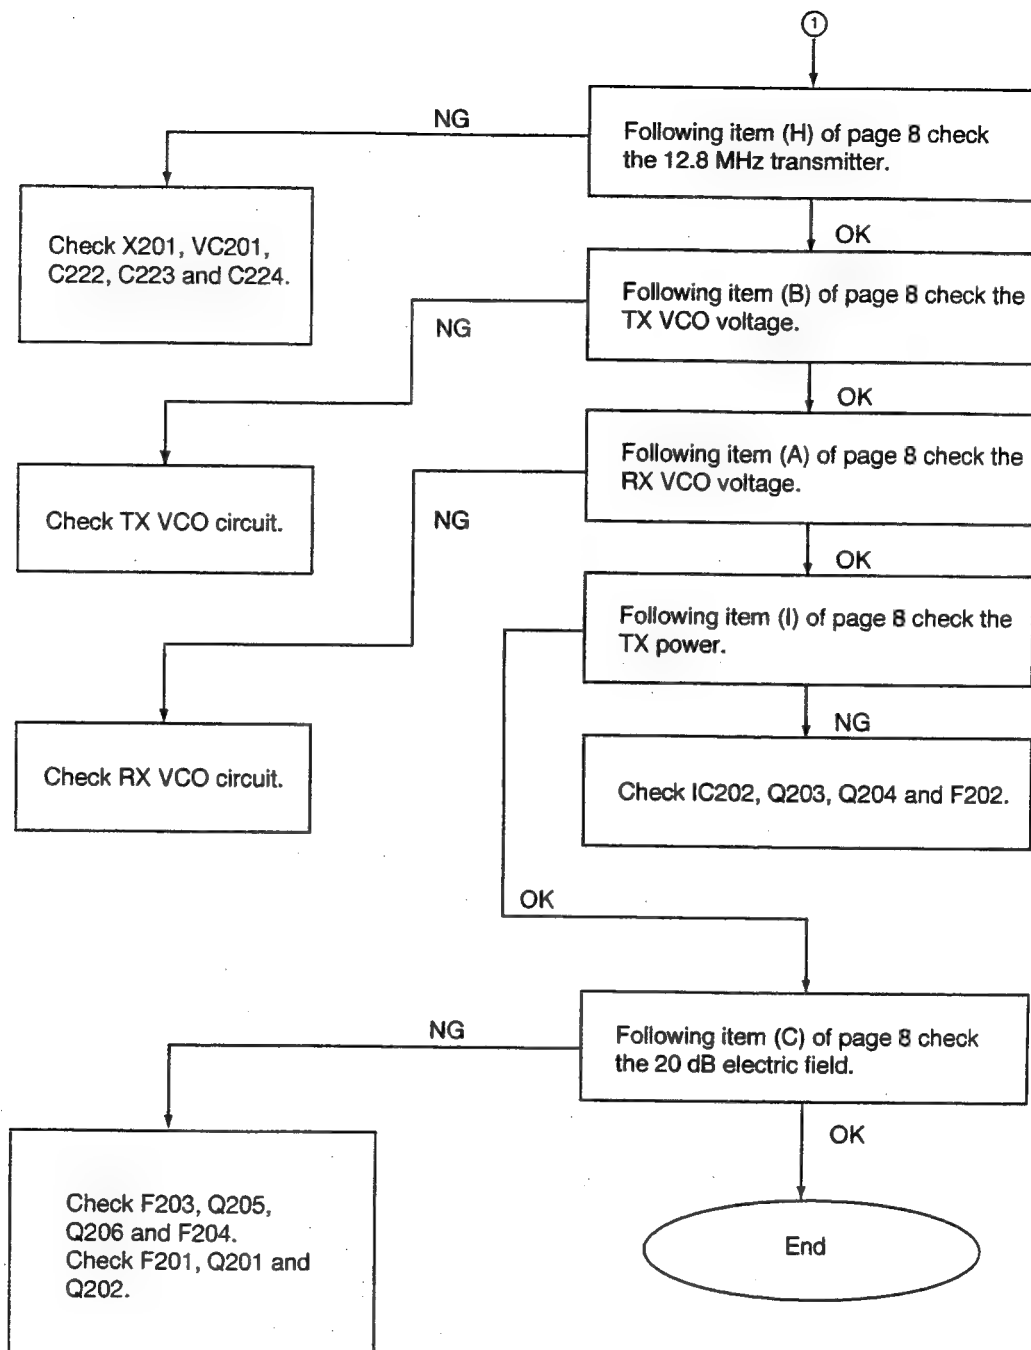 1
NG
Following item (H) of page 8 check
the 12.8 MHz transmitter.
OK
Check X201, VC201,
C222, C223 and C224.
Following item (B) of page 8 check the
TX VCO voltage.
NG
OK
Following item (A) of page 8 check the
RX VCO voltage.
Check TX VCO circuit.
NG
OK
Following item (I) of page 8 check the
TX power.
NG
Check RX VCO circuit.
Check IC202, Q203, Q204 and F202.
OK
NG
Following item (C) of page 8 check
the 20 dB electric field.
OK
Check F203, Q205,
Q206 and F204.
Check F201, Q201 and
Q202.
End